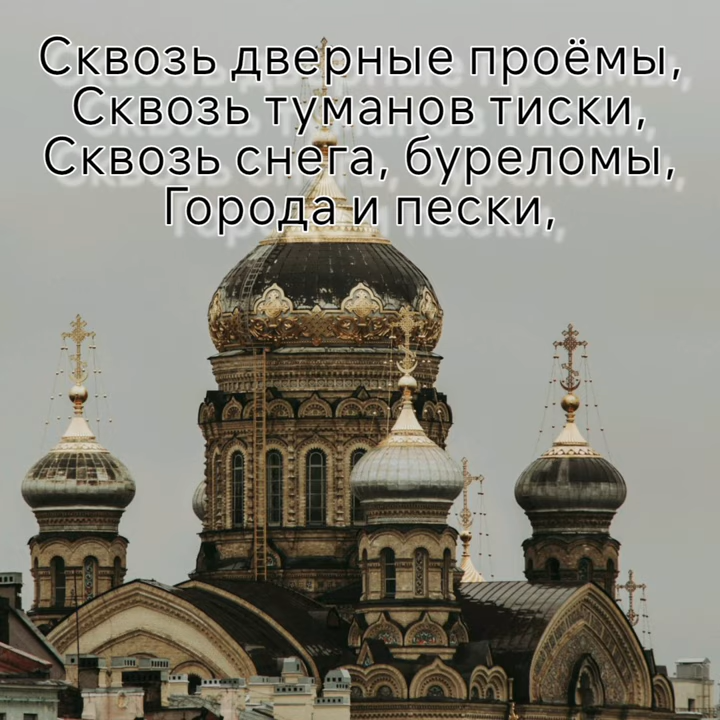 Сквозь дверные проёмы,
Сквозь туманов тиски,
Сквозь снега, буреломы,
Города и пески,